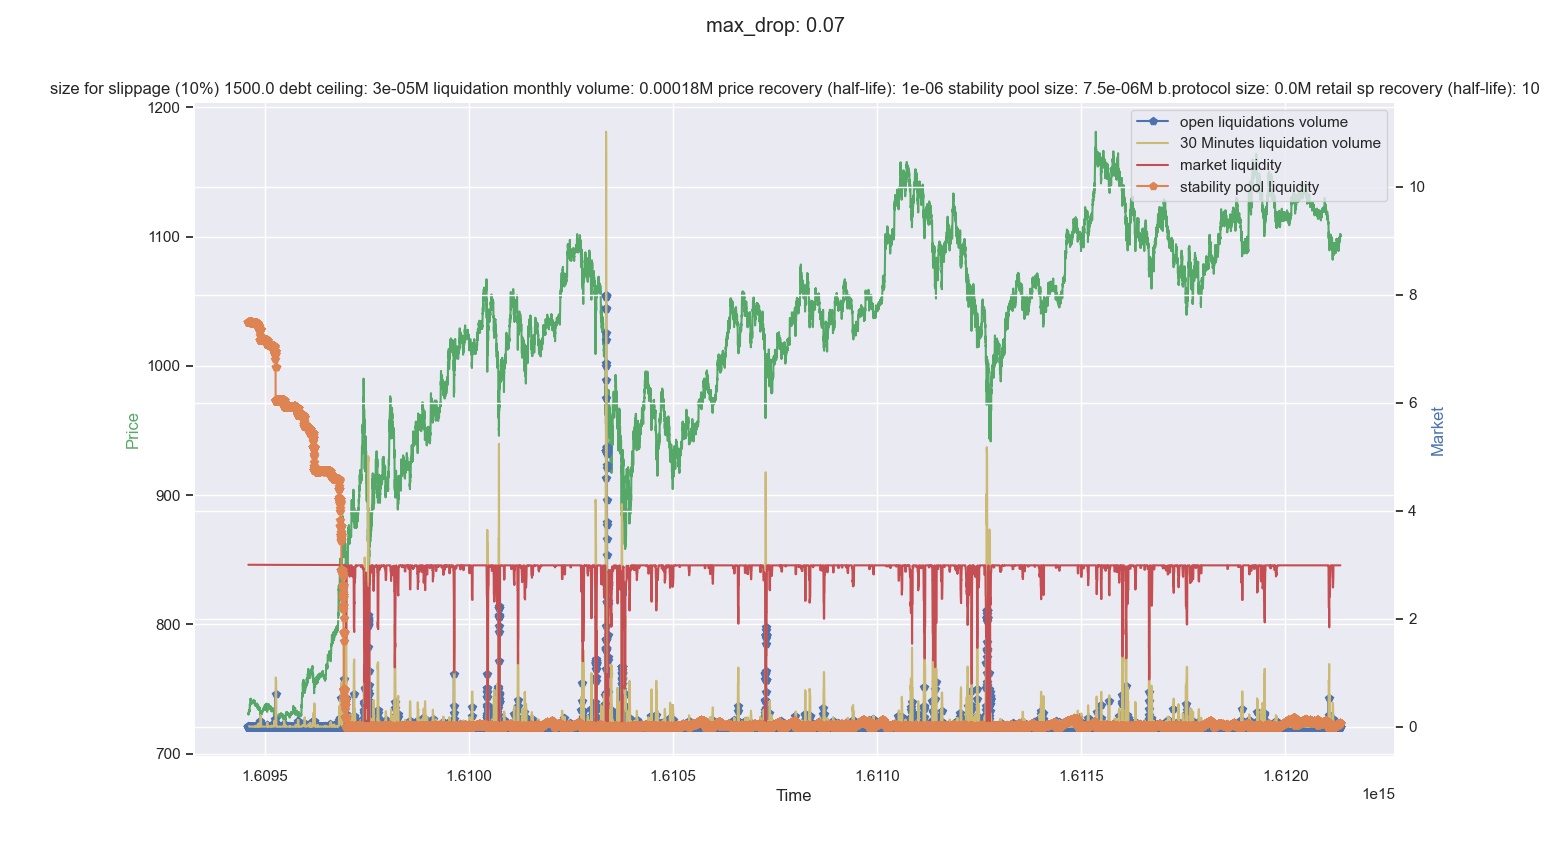 max_drop: 0.07
size for slippage (10%) 1500.0 debt ceiling: 3e-05M liquidation monthly volume: 0.00018M price recovery (half-life): 1e-06 stability pool size: 7.5e-06M b.protocol size: 0.0M retail sp recovery (half-life): 10
open liquidations volume
30 Minutes liquidation volume
market liquidity
stability pool liquidity
1200
1100
1000
900
800
700
Price
10
8
6
4
2
0
Market
1.6095 1.6100 1.6105 1.6110 1.6115 1.6120
Time
1e15